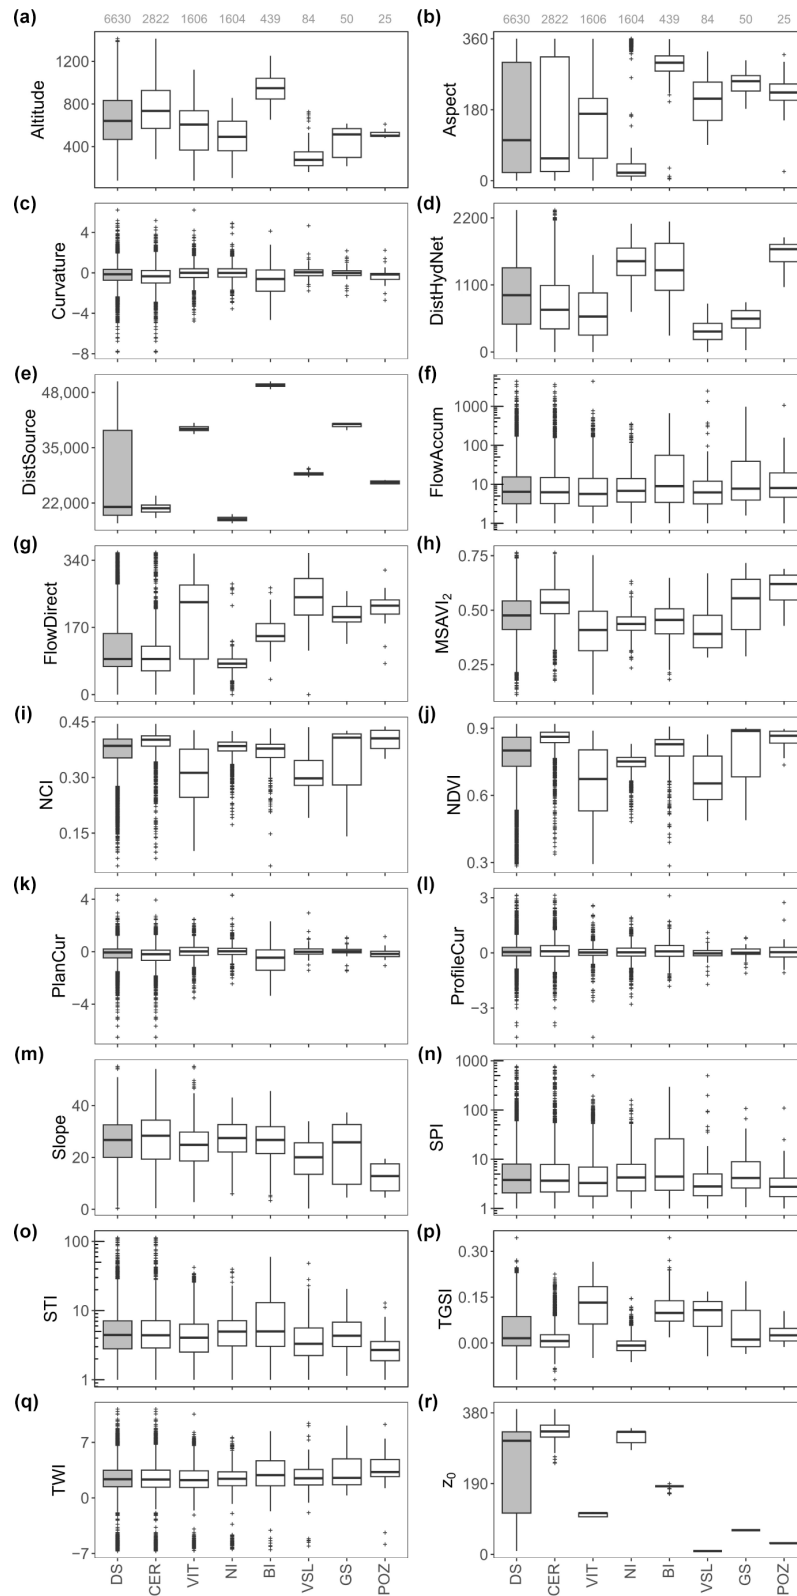 (a) 6630 2822 1606 1604 439 84 50 25
Altitude
1200
800
400
(b) 6630 2822 1606 1604 439 84 50 25
Aspect
360
180
0
(c)
Curvature
4
0
−4
−8
(d)
DistHydNet
2200
1100
0
(e)
DistSource
48,000
35,000
22,000
(f)
FlowAccum
1000
100
10
1
(g)
FlowDirect
340
170
0
(h)
MSAVI2
0.75
0.50
0.25
(i)
NCI
0.45
0.30
0.15
(j)
NDVI
0.9
0.6
0.3
(k)
PlanCur
4
0
−4
(l)
ProfileCur
3
0
−3
(m)
Slope
40
20
0
(n)
SPI
1000
100
10
1
(o)
STI
100
10
1
(p)
TGSI
0.30
0.15
0.00
(q)
TWI
7
0
−7
(r)
z0
380
190
0
DS CER VIT NI BI VSL GS POZ
DS CER VIT NI BI VSL GS POZ